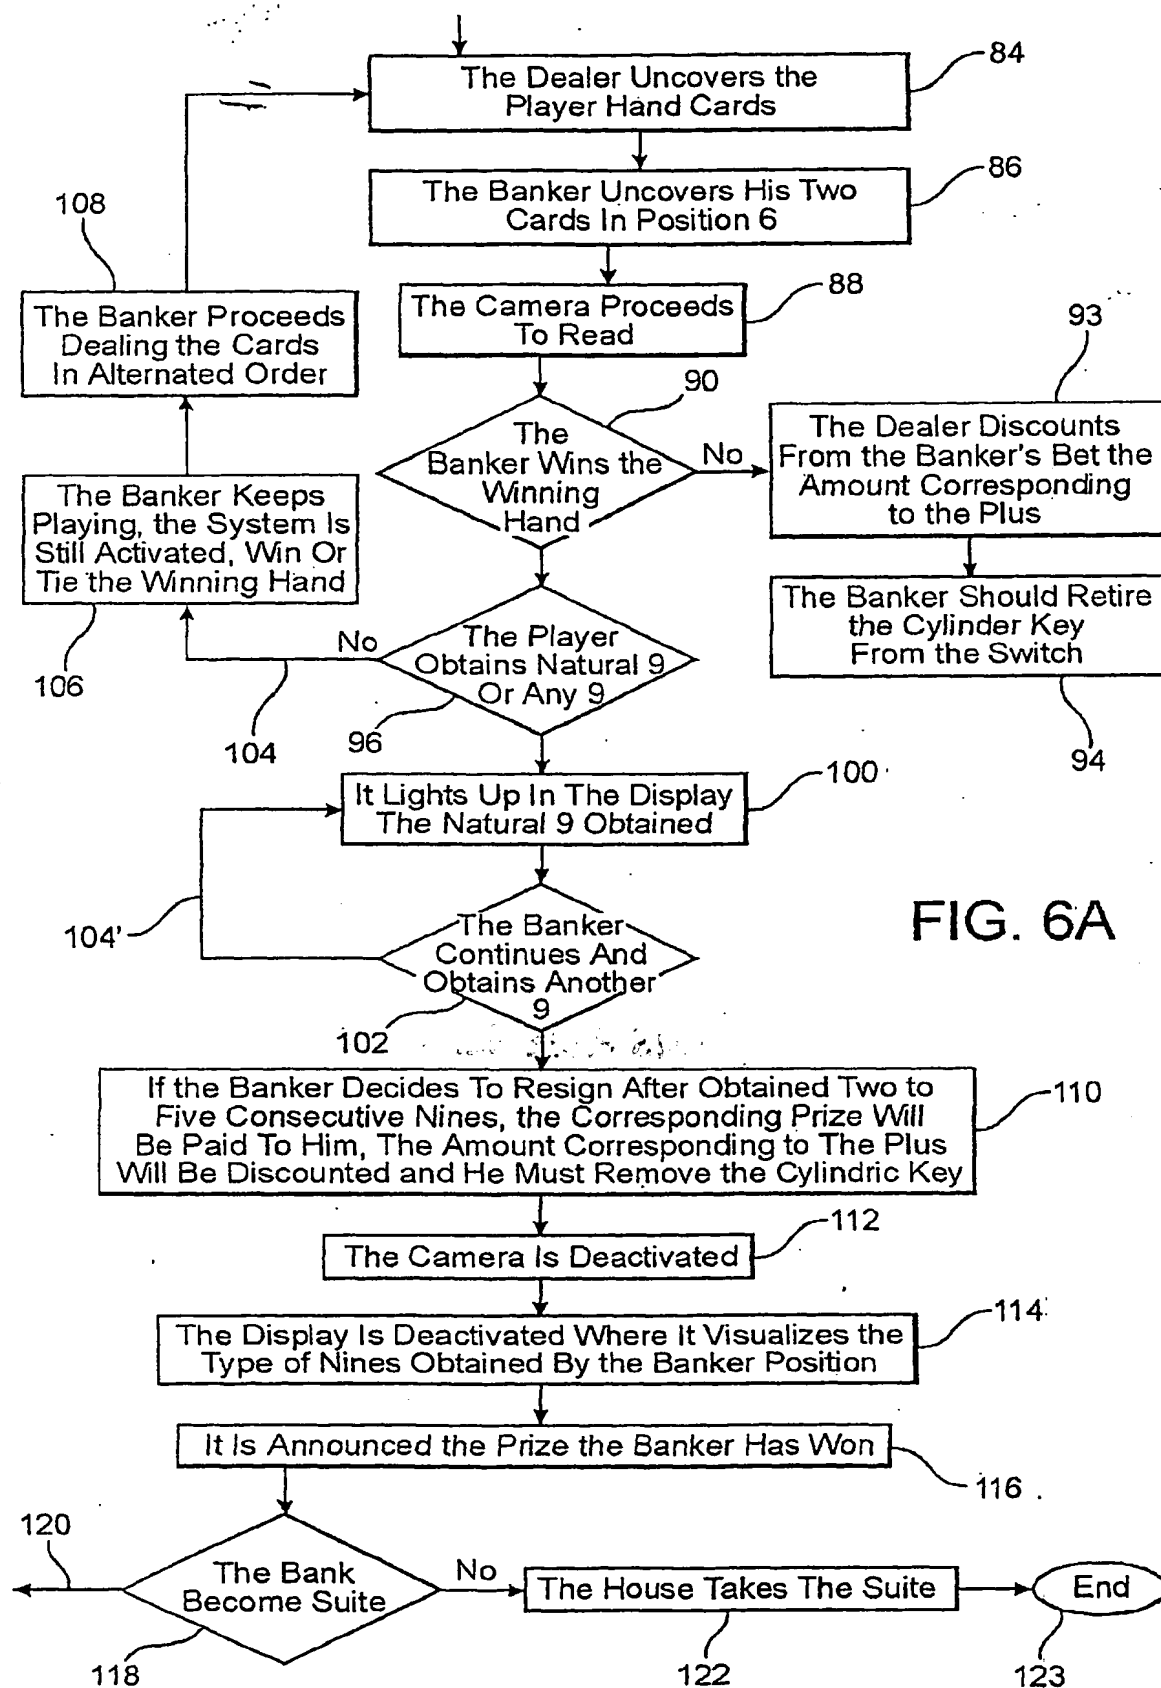 The Dealer Uncovers the
Player Hand Cards
84
The Banker Uncovers His Two
Cards In Position 6
86
108
The Camera Proceeds
To Read
88
The Banker Proceeds
Dealing the Cards
In Alternated Order
93
90
The
Banker Wins the
Winning
Hand
No
The Dealer Discounts
From the Banker's Bet the
Amount Corresponding
to the Plus
The Banker Keeps
Playing, the System Is
Still Activated, Win Or
Tie the Winning Hand
106
The Banker Should Retire
the Cylinder Key
From the Switch
94
No
104
The Player
Obtains Natural 9
Or Any 9
96
It Lights Up In The Display
The Natural 9 Obtained
100
104'
The Banker
Continues And
Obtains Another
9
102
FIG. 6A
If the Banker Decides To Resign After Obtained Two to
Five Consecutive Nines, the Corresponding Prize Will
Be Paid To Him, The Amount Corresponding to The Plus
Will Be Discounted and He Must Remove the Cylindric Key
110
The Camera Is Deactivated
112
The Display Is Deactivated Where It Visualizes the
Type of Nines Obtained By the Banker Position
114
It Is Announced the Prize the Banker Has Won
116
120
The Bank
Become Suite
118
No
The House Takes The Suite
122
End
123